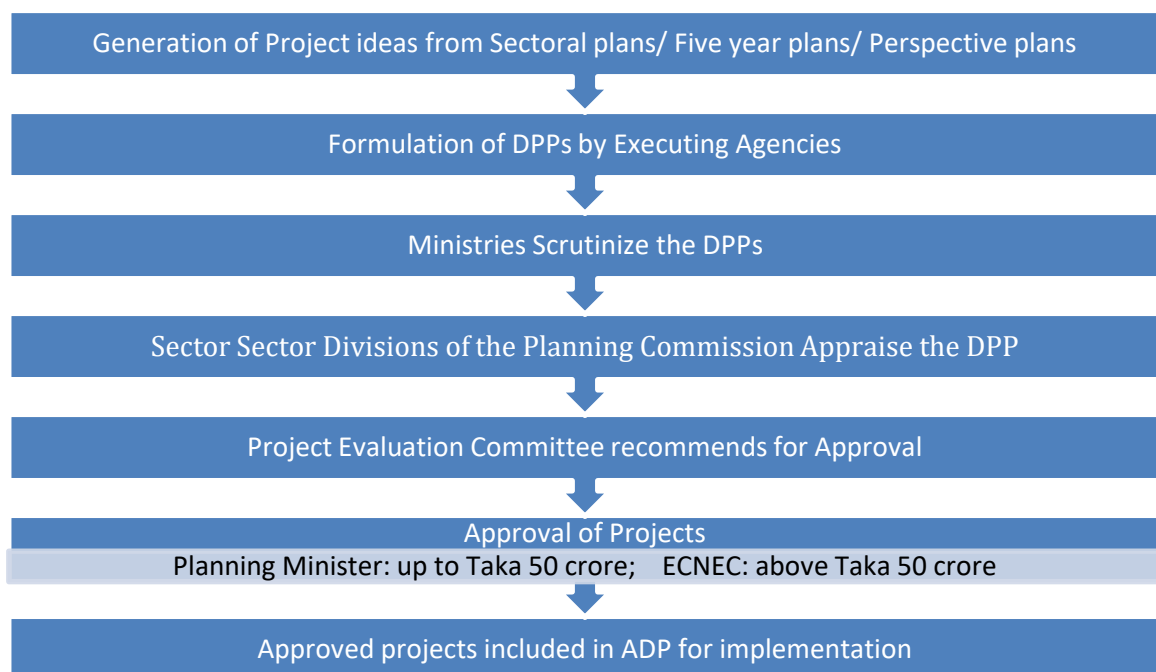 Generation of Project ideas from Sectoral plans/ Five year plans/ Perspective plans
Formulation of DPPs by Executing Agencies
Ministries Scrutinize the DPPs
Sector Sector Divisions of the Planning Commission Appraise the DPP
Project Evaluation Committee recommends for Approval
Approval of Projects
Planning Minister: up to Taka 50 crore; ECNEC: above Taka 50 crore
Approved projects included in ADP for implementation